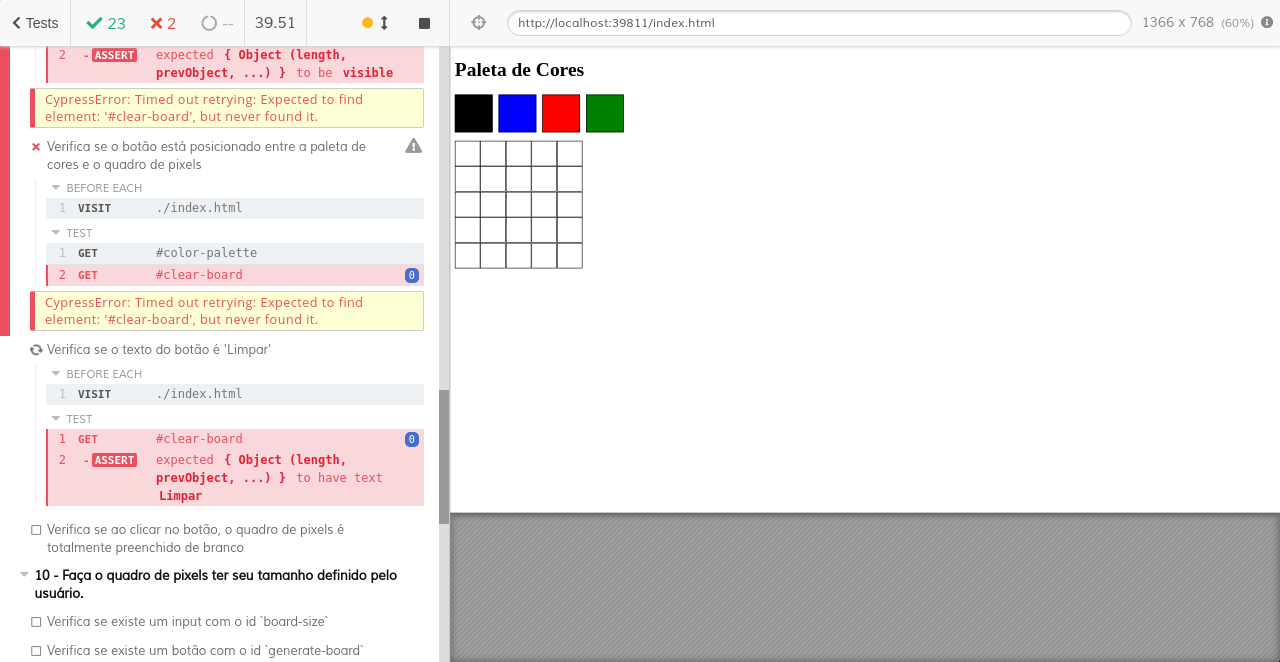 Tests 23 2 -- 39.51 http://localhost:39811/index.html 1366 x 768 (60%)
2 -ASSERT expected { Object (length,
prevObject, ...) } to be visible
CypressError: Timed out retrying: Expected to find
element: '#clear-board', but never found it.
Verifica se o botão está posicionado entre a paleta de
cores e o quadro de pixels
BEFORE EACH
1 VISIT ./index.html
TEST
1 GET #color-palette
2 GET #clear-board 0
CypressError: Timed out retrying: Expected to find
element: '#clear-board', but never found it.
Verifica se o texto do botão é 'Limpar'
BEFORE EACH
1 VISIT ./index.html
TEST
1 GET #clear-board 0
2 -ASSERT expected { Object (length,
prevObject, ...) } to have text
Limpar
Verifica se ao clicar no botão, o quadro de pixels é
totalmente preenchido de branco
10 - Faça o quadro de pixels ter seu tamanho definido pelo
usuário.
Verifica se existe um input com o id `board-size`
Verifica se existe um botão com o id `generate-board`
Paleta de Cores